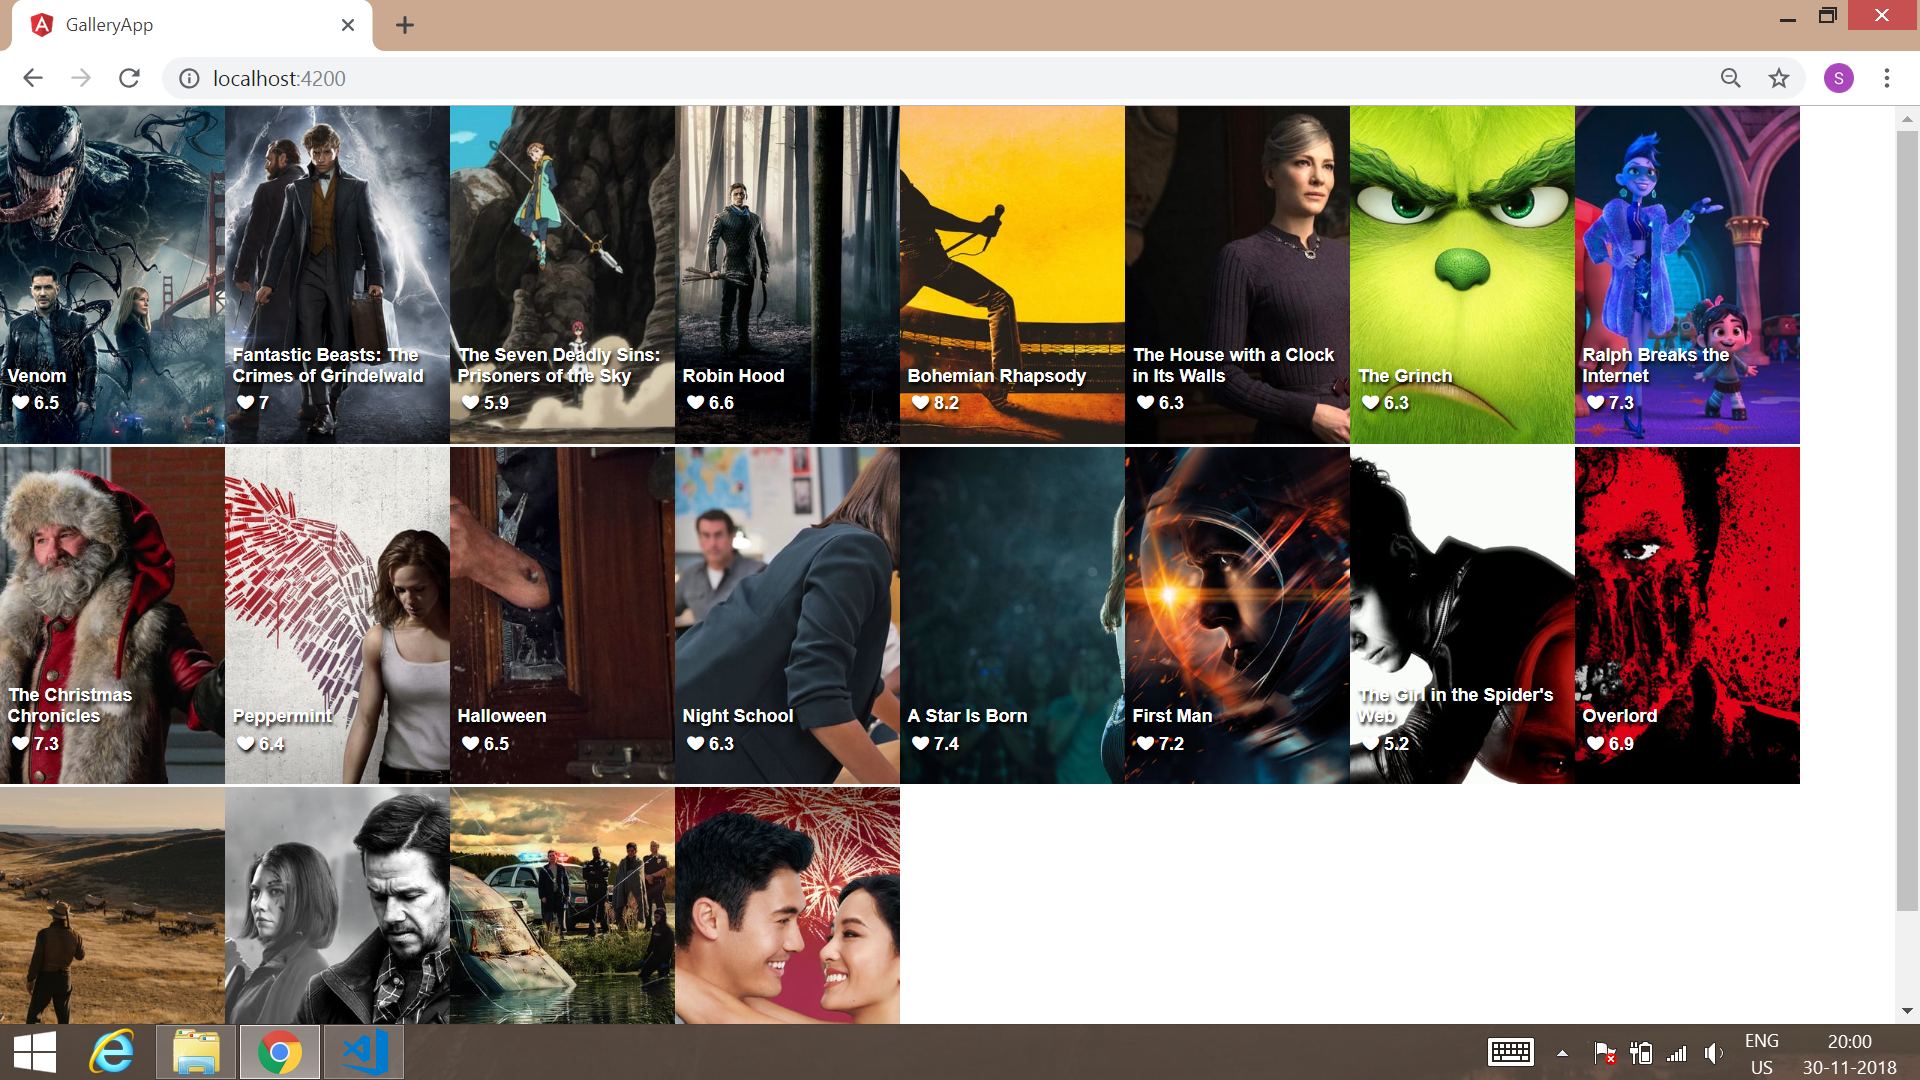 GalleryApp
localhost:4200
S
Venom
6.5
Fantastic Beasts: The
Crimes of Grindelwald
7
The Seven Deadly Sins:
Prisoners of the Sky
5.9
Robin Hood
6.6
Bohemian Rhapsody
8.2
The House with a Clock
in Its Walls
6.3
The Grinch
6.3
Ralph Breaks the
Internet
7.3
The Christmas
Chronicles
7.3
Peppermint
6.4
Halloween
6.5
Night School
6.3
A Star Is Born
7.4
First Man
7.2
The Girl in the Spider's
Web
5.2
Overlord
6.9
ENG
US
20:00
30-11-2018